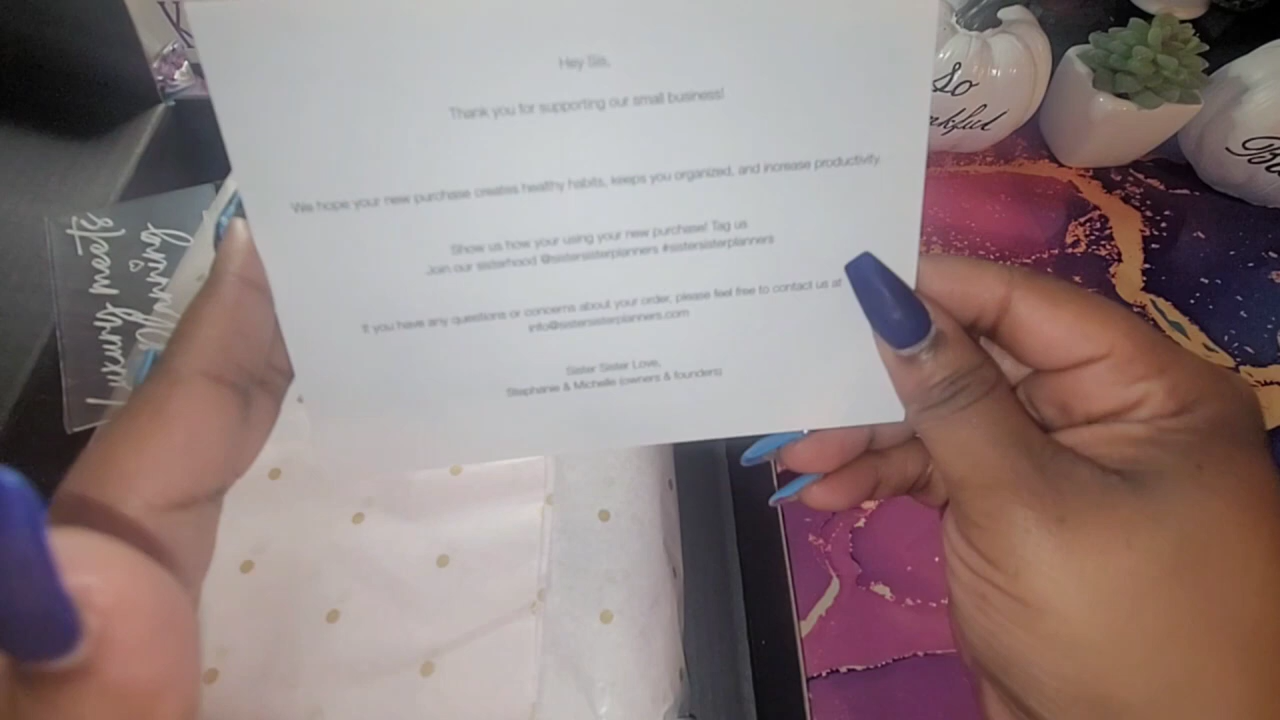 Hey Sis,
Thank you for supporting our small business!
We hope your new purchase creates healthy habits, keeps you organized, and increase productivity.
Show us how your using your new purchase! Tag us
Join our sisterhood @sistersisterplanners #sistersisterplanners
If you have any questions or concerns about your order, please feel free to contact us at
info@sistersisterplanners.com
Sister Sister Love,
Stephanie & Michelle (owners & founders)
Luxury meets
Planning
So